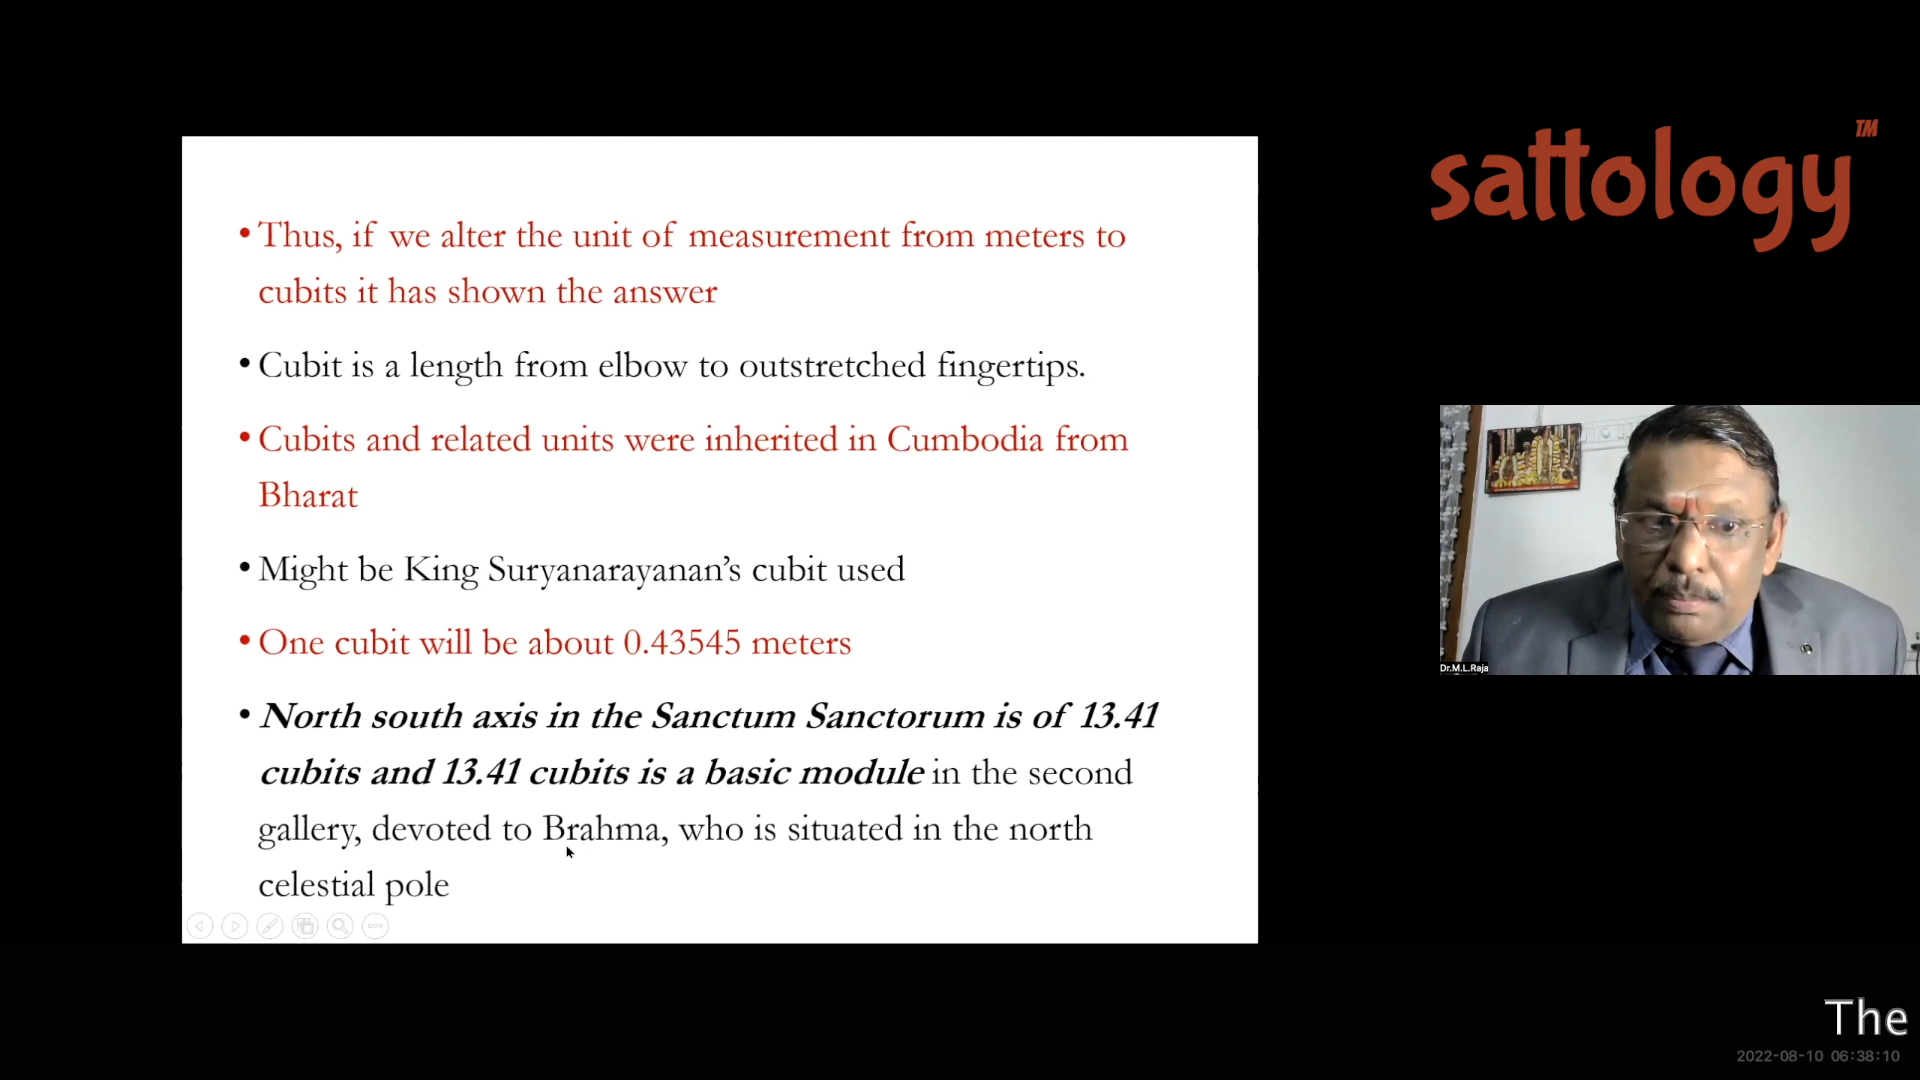 sattology™
• Thus, if we alter the unit of measurement from meters to
cubits it has shown the answer
• Cubit is a length from elbow to outstretched fingertips.
• Cubits and related units were inherited in Cumbodia from
Bharat
• Might be King Suryanarayanan’s cubit used
• One cubit will be about 0.43545 meters
• North south axis in the Sanctum Sanctorum is of 13.41
cubits and 13.41 cubits is a basic module in the second
gallery, devoted to Brahma, who is situated in the north
celestial pole
Dr.M.L.Raja
The
2022-08-10 06:38:10